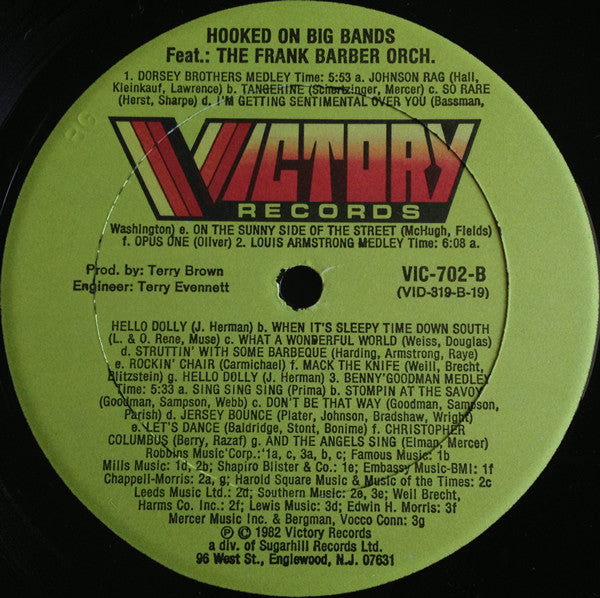 HOOKED ON BIG BANDS
Feat.: THE FRANK BARBER ORCH.
1. DORSEY BROTHERS MEDLEY Time: 5:53 a. JOHNSON RAG (Hall,
Kleinkauf, Lawrence) b. TANGERINE (Schertzinger, Mercer) c. SO RARE
(Herst, Sharpe) d. I'M GETTING SENTIMENTAL OVER YOU (Bassman,
VICTORY
RECORDS
Washington) e. ON THE SUNNY SIDE OF THE STREET (McHugh, Fields)
f. OPUS ONE (Oliver) 2. LOUIS ARMSTRONG MEDLEY Time: 6:08 a.
Prod. by: Terry Brown
Engineer: Terry Evennett
VIC-702-B
(VID-319-B-19)
HELLO DOLLY (J. Herman) b. WHEN IT'S SLEEPY TIME DOWN SOUTH
(L. & O. Rene, Muse) c. WHAT A WONDERFUL WORLD (Weiss, Douglas)
d. STRUTTIN' WITH SOME BARBEQUE (Harding, Armstrong, Raye)
e. ROCKIN' CHAIR (Carmichael) f. MACK THE KNIFE (Weill, Brecht,
Blitzstein) g. HELLO DOLLY (J. Herman) 3. BENNY GOODMAN MEDLEY
Time: 5:33 a. SING SING SING (Prima) b. STOMPIN AT THE SAVOY
(Goodman, Sampson, Webb) c. DON'T BE THAT WAY (Goodman, Sampson,
Parish) d. JERSEY BOUNCE (Plater, Johnson, Bradshaw, Wright)
e. LET'S DANCE (Baldridge, Stont, Bonime) f. CHRISTOPHER
COLUMBUS (Berry, Razaf) g. AND THE ANGELS SING (Elman, Mercer)
Robbins Music Corp.: 1a, c, 3a, b, c; Famous Music: 1b
Mills Music: 1d, 2b; Shapiro Blister & Co.: 1e; Embassy Music-BMI: 1f
Chappell-Morris: 2a, g; Harold Square Music & Music of the Times: 2c
Leeds Music Ltd.: 2d; Southern Music: 2e, 3e; Weil Brecht,
Harms Co. Inc.: 2f; Lewis Music: 3d; Edwin H. Morris: 3f
Mercer Music Inc. & Bergman, Vocco Conn: 3g
Ⓟ © 1982 Victory Records
a div. of Sugarhill Records Ltd.
96 West St., Englewood, N.J. 07631